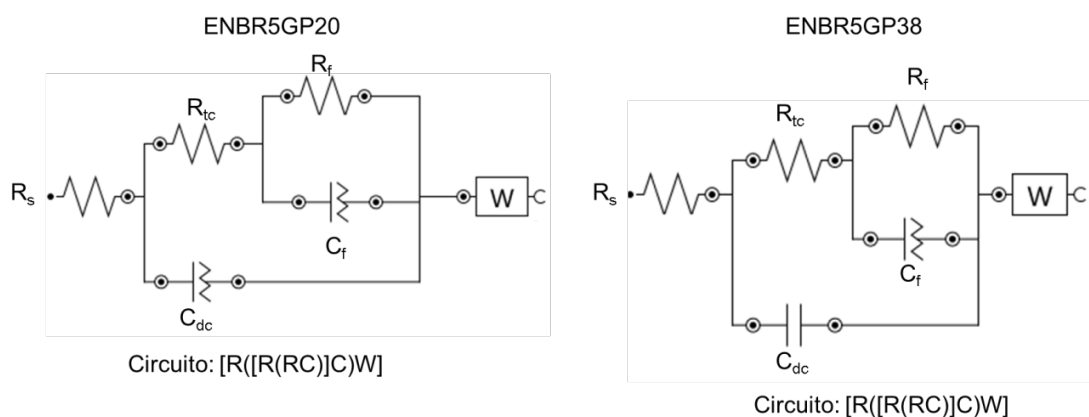 ENBR5GP20
R_f
R_tc
R_s
W
C_f
C_dc
Circuito: [R([R(RC)]C)W]
ENBR5GP38
R_f
R_tc
R_s
W
C_f
C_dc
Circuito: [R([R(RC)]C)W]